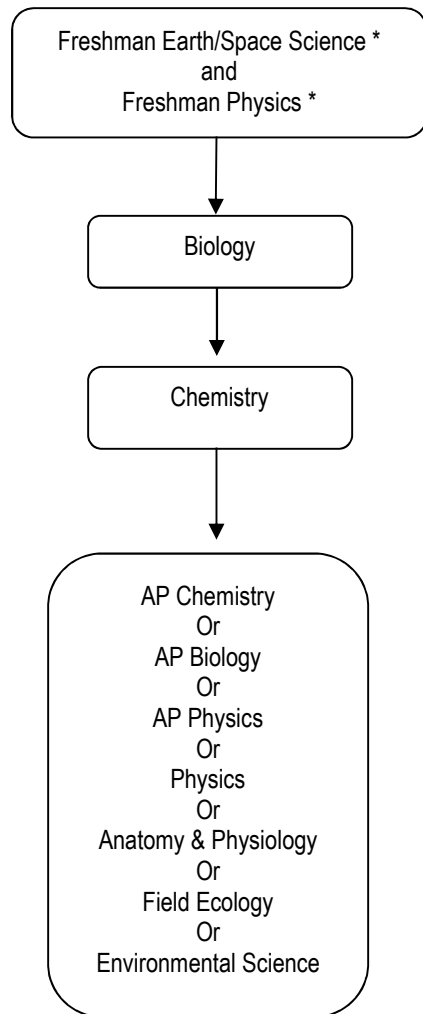 Freshman Earth/Space Science *
and
Freshman Physics *
Biology
Chemistry
AP Chemistry
Or
AP Biology
Or
AP Physics
Or
Physics
Or
Anatomy & Physiology
Or
Field Ecology
Or
Environmental Science